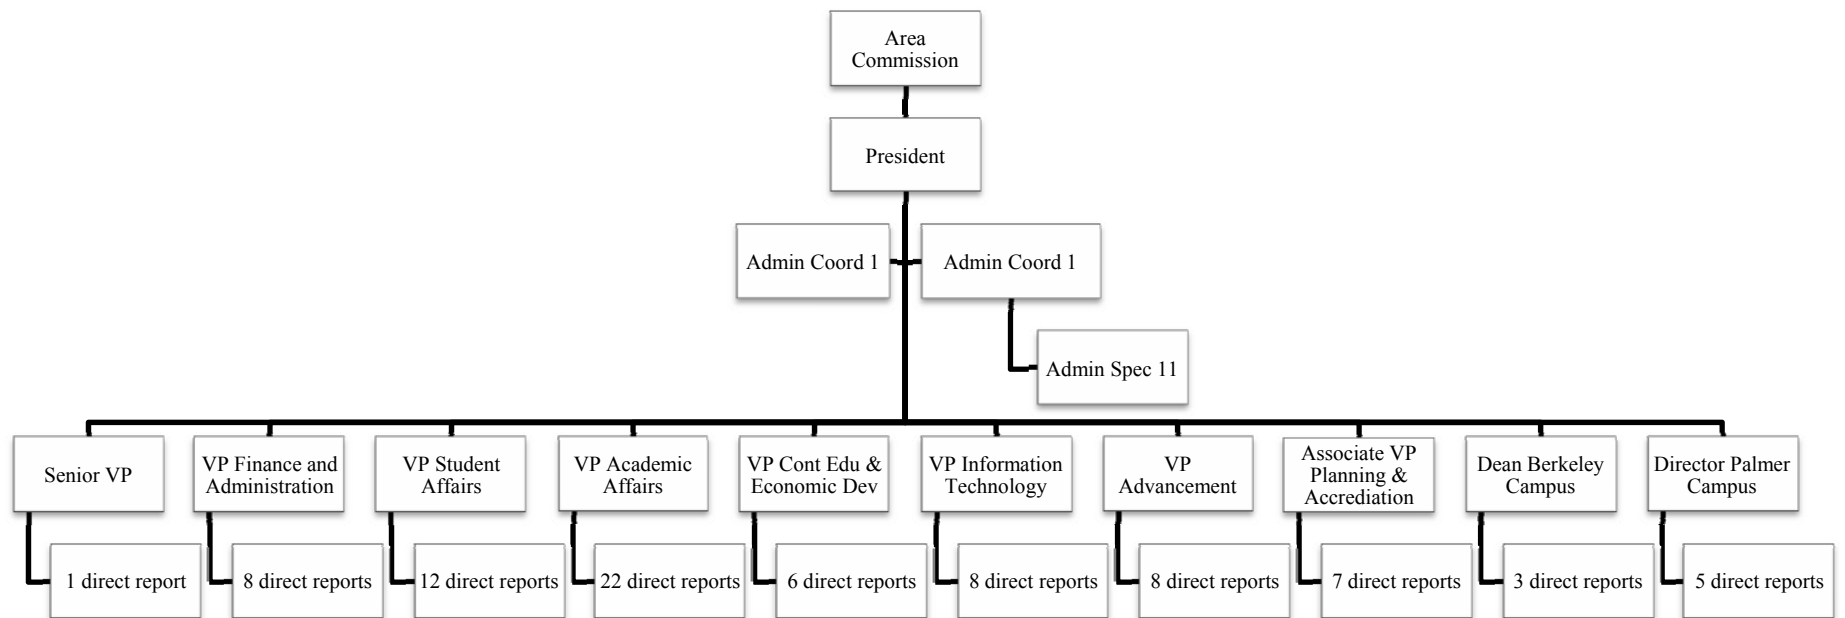 Area
Commission
President
Admin Coord 1
Admin Coord 1
Admin Spec 11
Senior VP
VP Finance and
Administration
VP Student
Affairs
VP Academic
Affairs
VP Cont Edu &
Economic Dev
VP Information
Technology
VP
Advancement
Associate VP
Planning &
Accrediation
Dean Berkeley
Campus
Director Palmer
Campus
1 direct report
8 direct reports
12 direct reports
22 direct reports
6 direct reports
8 direct reports
8 direct reports
7 direct reports
3 direct reports
5 direct reports